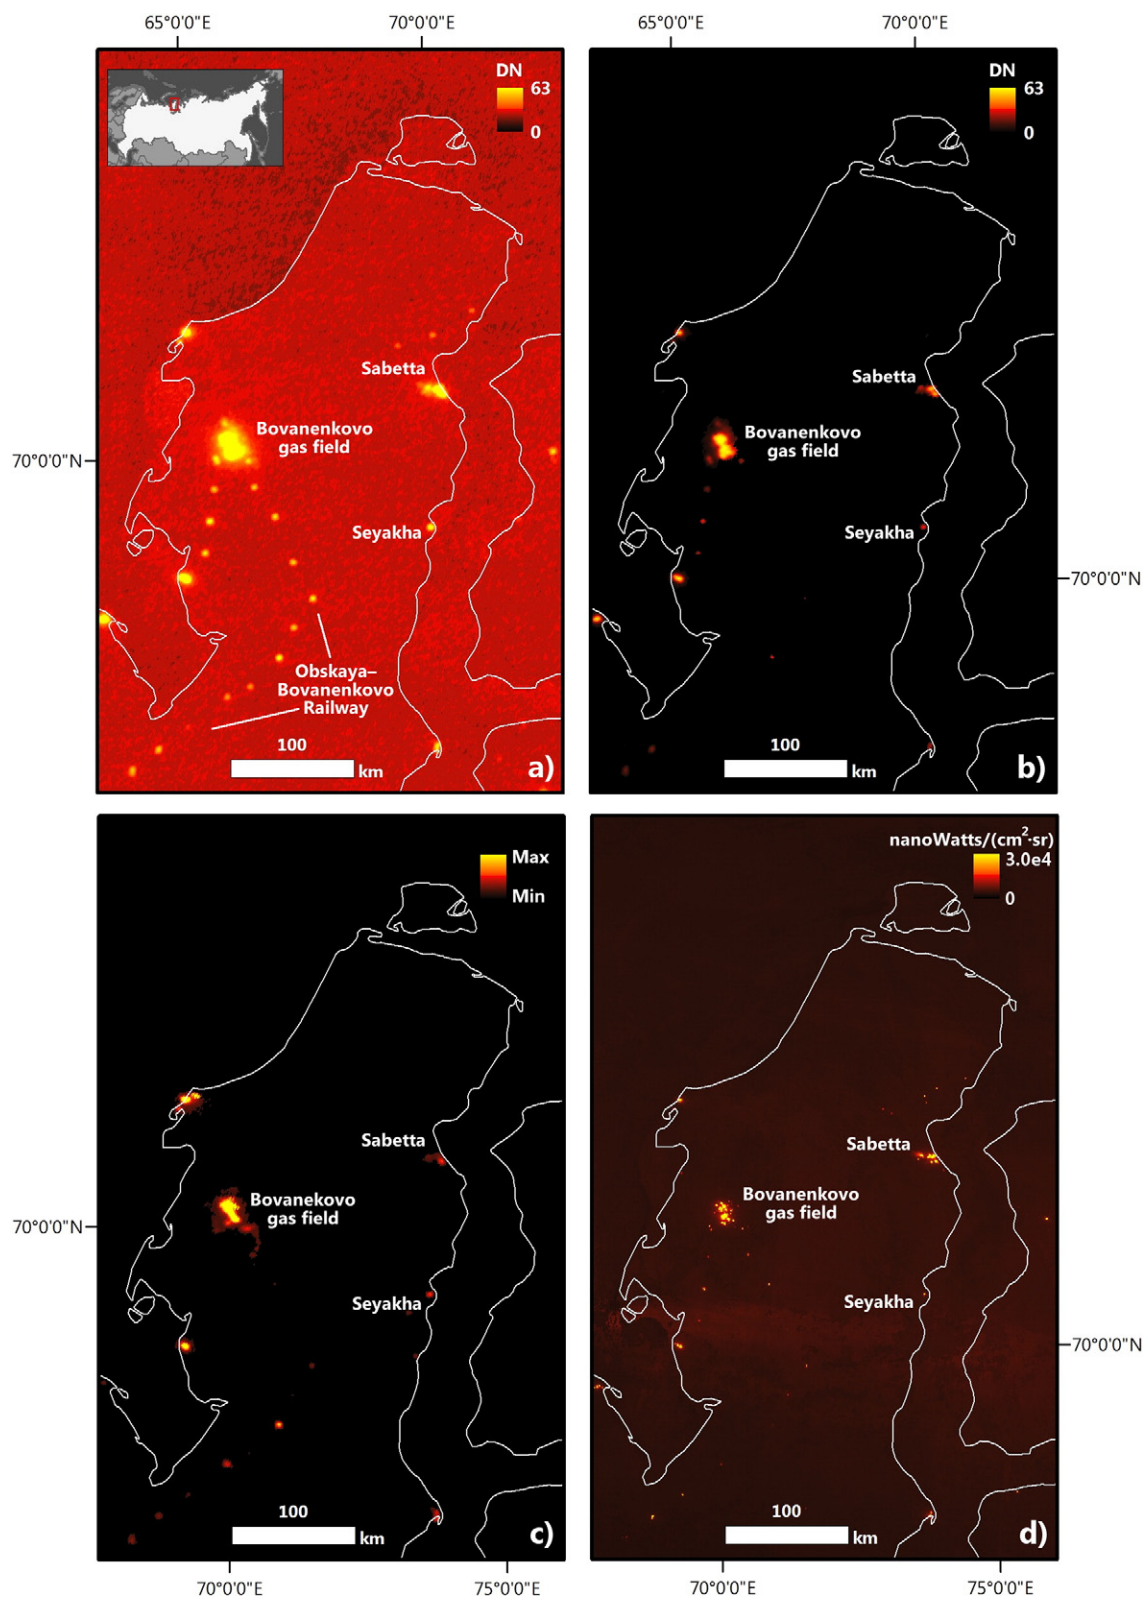 65°0'0"E
70°0'0"E
65°0'0"E
70°0'0"E
DN
63
0
Sabetta
Bovanenkovo
gas field
70°0'0"N
Seyakha
Obskaya–
Bovanenkovo
Railway
100
km
a)
DN
63
0
Sabetta
Bovanenkovo
gas field
Seyakha
70°0'0"N
100
km
b)
Max
Min
Sabetta
Bovanekovo
gas field
70°0'0"N
Seyakha
100
km
c)
nanoWatts/(cm²·sr)
3.0e4
0
Sabetta
Bovanenkovo
gas field
Seyakha
70°0'0"N
100
km
d)
70°0'0"E
75°0'0"E
70°0'0"E
75°0'0"E